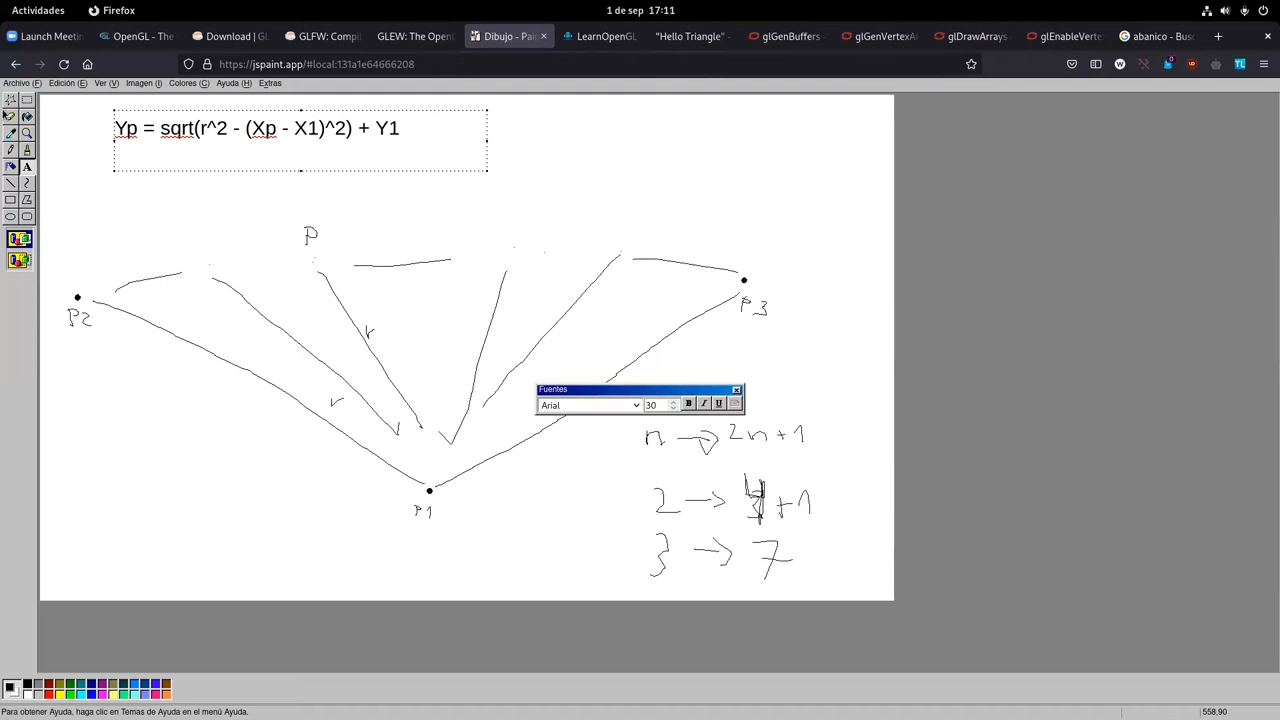 Actividades
Firefox
1 de sep 17:11
Launch Meeti
OpenGL - The
Download | GL
GLFW: Compil
GLEW: The OpenG
Dibujo - Pai
LearnOpenGL
"Hello Triangle" -
glGenBuffers
glGenVertexA
glDrawArrays
glEnableVerte
abanico - Busc
https://jspaint.app/#local:131a1e64666208
Archivo (F)
Edición (E)
Ver (V)
Imagen (I)
Colores (C)
Ayuda (H)
Extras
A
Yp = sqrt(r^2 - (Xp - X1)^2) + Y1
P
P2
P3
r
r
P1
Fuentes
Arial
30
B
I
U
n → 2n+1
2 → 4+1
3 → 7
Para obtener Ayuda, haga clic en Temas de Ayuda en el menú Ayuda.
558,90